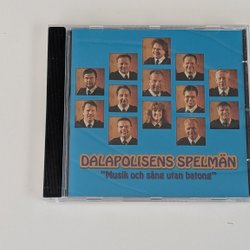 DALAPOLISENS SPELMÄN
"Musik och sång utan batong"